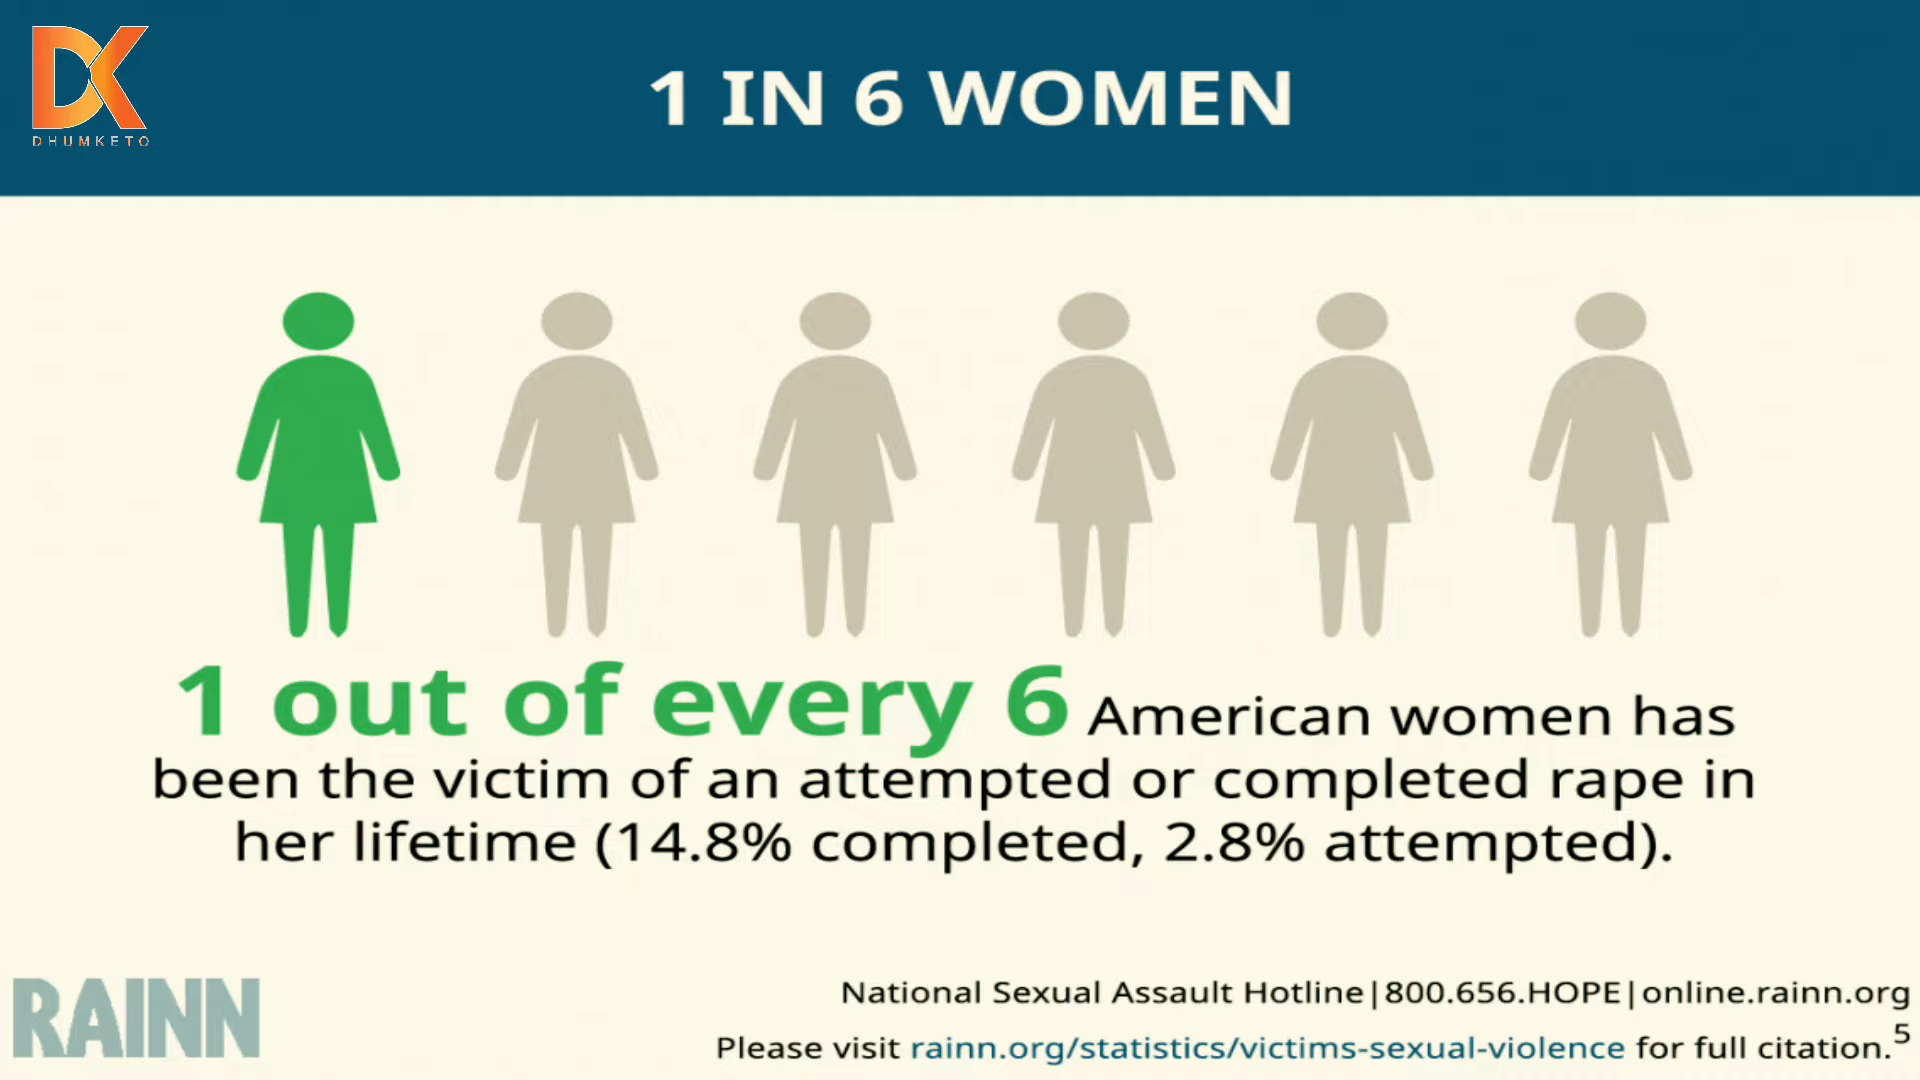 DK
DHUMKETO
1 IN 6 WOMEN
1 out of every 6 American women has
been the victim of an attempted or completed rape in
her lifetime (14.8% completed, 2.8% attempted).
RAINN
National Sexual Assault Hotline|800.656.HOPE|online.rainn.org
Please visit rainn.org/statistics/victims-sexual-violence for full citation.5